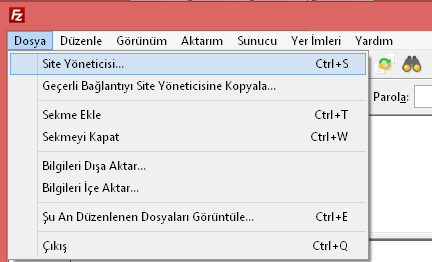 Fz
Dosya Düzenle Görünüm Aktarım Sunucu Yer İmleri Yardım
Site Yöneticisi... Ctrl+S
Geçerli Bağlantıyı Site Yöneticisine Kopyala...
Sekme Ekle Ctrl+T
Sekmeyi Kapat Ctrl+W
Parola:
Bilgileri Dışa Aktar...
Bilgileri İçe Aktar...
Şu An Düzenlenen Dosyaları Görüntüle... Ctrl+E
Çıkış Ctrl+Q